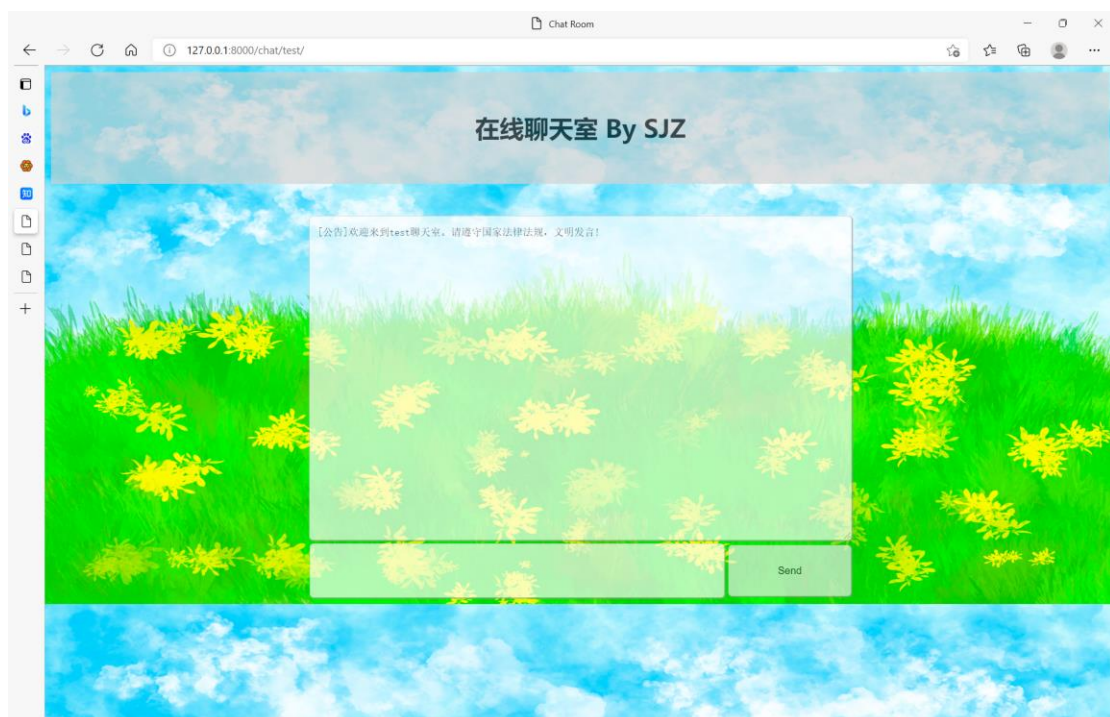 Chat Room
127.0.0.1:8000/chat/test/
知
在线聊天室 By SJZ
[公告]欢迎来到test聊天室，请遵守国家法律法规，文明发言！
Send